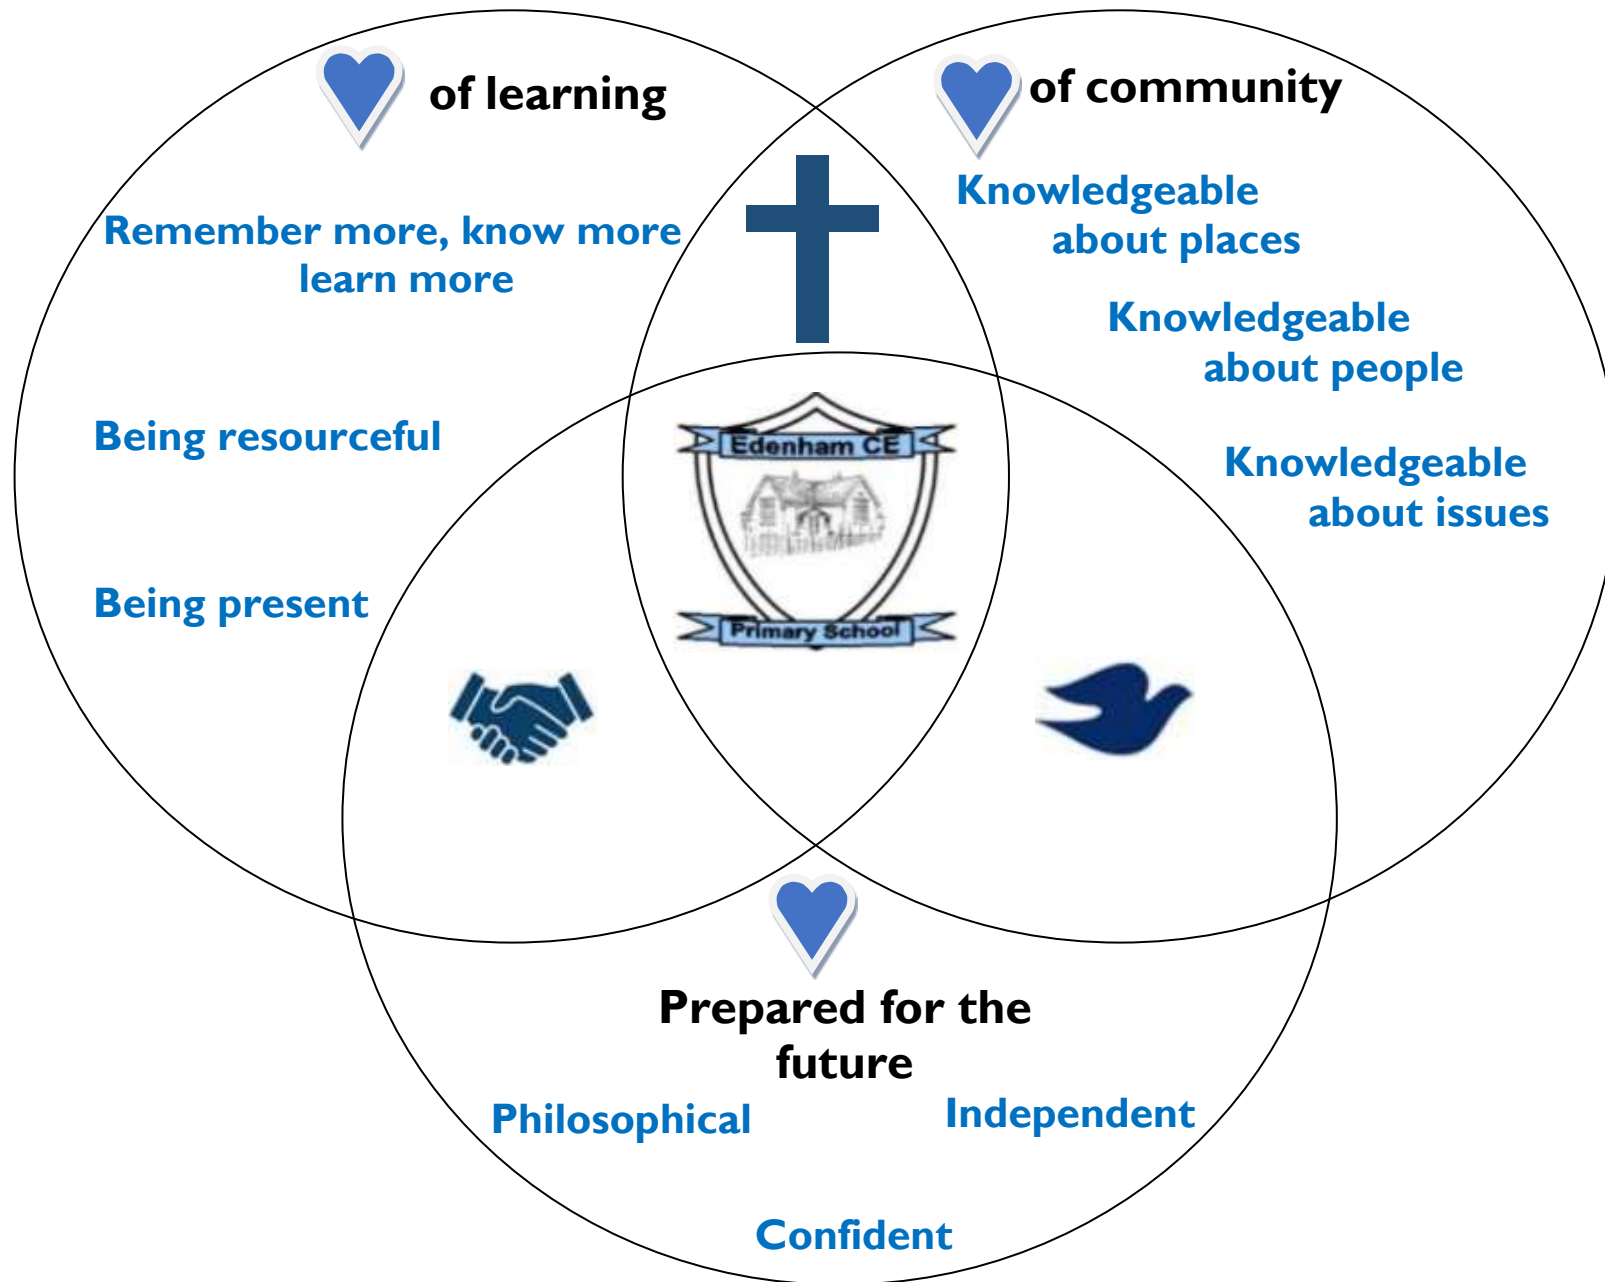 of learning
of community
Remember more, know more
learn more
Knowledgeable
about places
Knowledgeable
about people
Knowledgeable
about issues
Being resourceful
Being present
Edenham CE
Primary School
Prepared for the
future
Philosophical
Independent
Confident